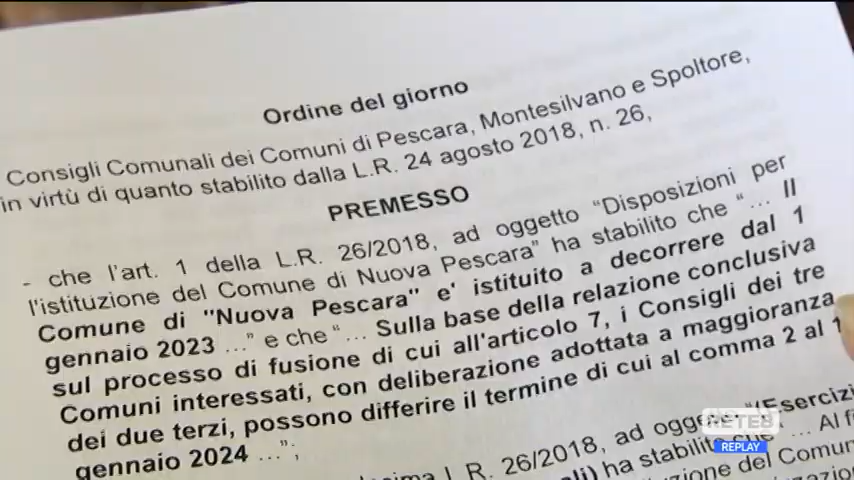 Ordine del giorno
Consigli Comunali dei Comuni di Pescara, Montesilvano e Spoltore,
in virtù di quanto stabilito dalla L.R. 24 agosto 2018, n. 26,
PREMESSO
- che l'art. 1 della L.R. 26/2018, ad oggetto "Disposizioni per
l'istituzione del Comune di Nuova Pescara" ha stabilito che "... Il
Comune di "Nuova Pescara" e' istituito a decorrere dal 1
gennaio 2023 ..." e che "... Sulla base della relazione conclusiva
sul processo di fusione di cui all'articolo 7, i Consigli dei tre
Comuni interessati, con deliberazione adottata a maggioranza
dei due terzi, possono differire il termine di cui al comma 2 al 1
gennaio 2024 ...";
L.R. 26/2018, ad oggetto "(Esercizi
ha stabilito che "... Al
del Comun
RETE8
REPLAY